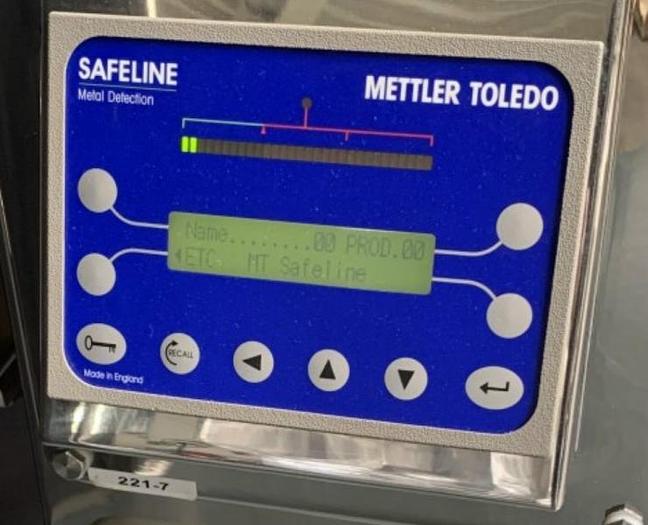 SAFELINE
Metal Detection
METTLER TOLEDO
Name........00 PROD.00
ETC MT Safeline
RECALL
Made in England
221-7